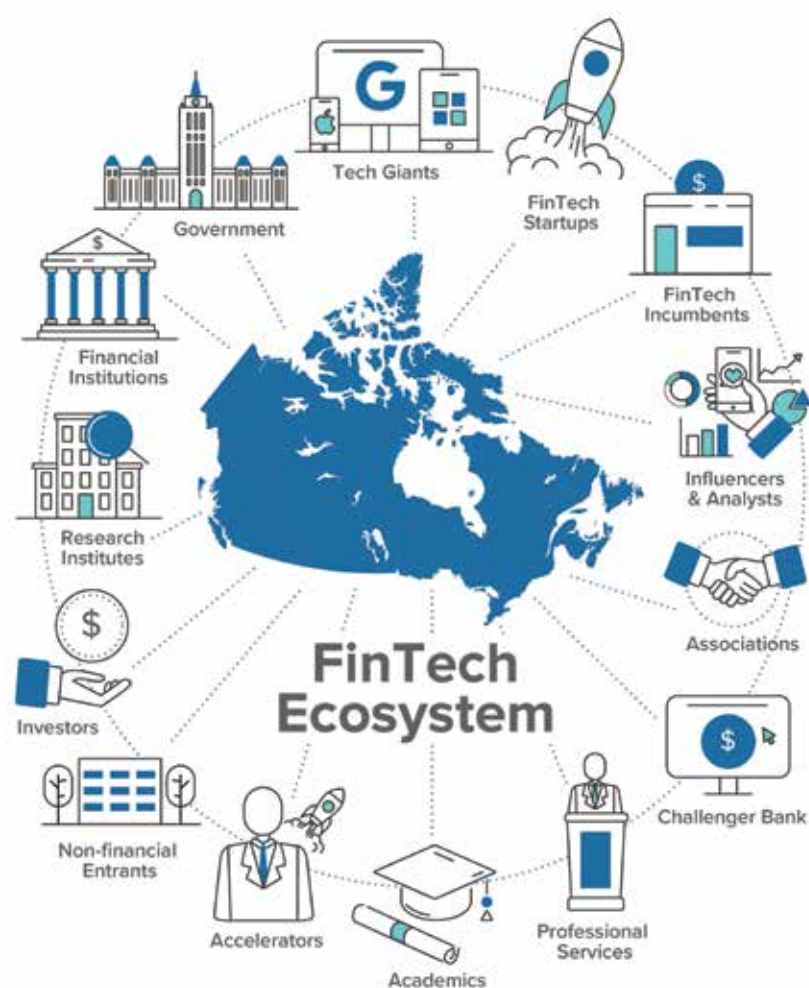 G
Tech Giants
FinTech
Startups
Government
$
FinTech
Incumbents
$
Financial
Institutions
Influencers
& Analysts
Research
Institutes
Associations
$
Investors
FinTech
Ecosystem
$
Challenger Bank
Non-financial
Entrants
Accelerators
Professional
Services
Academics